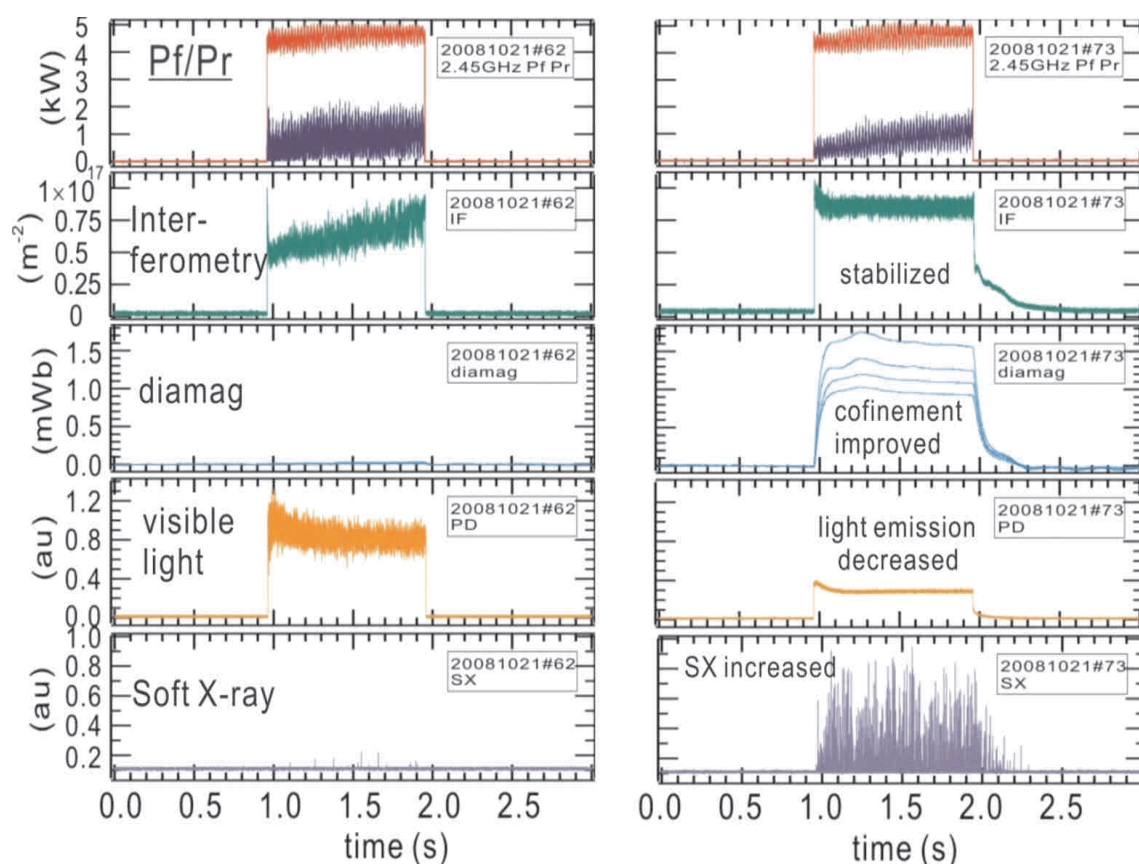 5
4
3
2
1
0
(kW)
Pf/Pr
20081021#62
2.45GHz Pf Pr
20081021#73
2.45GHz Pf Pr
1×10^17
0.75
0.5
0.25
0
(m^-2)
Inter-
ferometry
20081021#62
IF
20081021#73
IF
stabilized
1.5
1.0
0.5
0.0
(mWb)
diamag
20081021#62
diamag
20081021#73
diamag
cofinement
improved
1.2
0.8
0.4
0.0
(au)
visible
light
20081021#62
PD
20081021#73
PD
light emission
decreased
1.0
0.8
0.6
0.4
0.2
(au)
Soft X-ray
20081021#62
SX
SX increased
20081021#73
SX
0.0 0.5 1.0 1.5 2.0 2.5
time (s)
0.0 0.5 1.0 1.5 2.0 2.5
time (s)